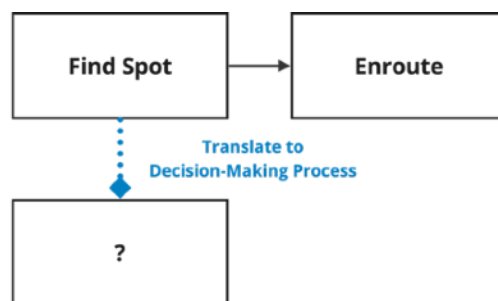 Find Spot
Enroute
Translate to
Decision-Making Process
?